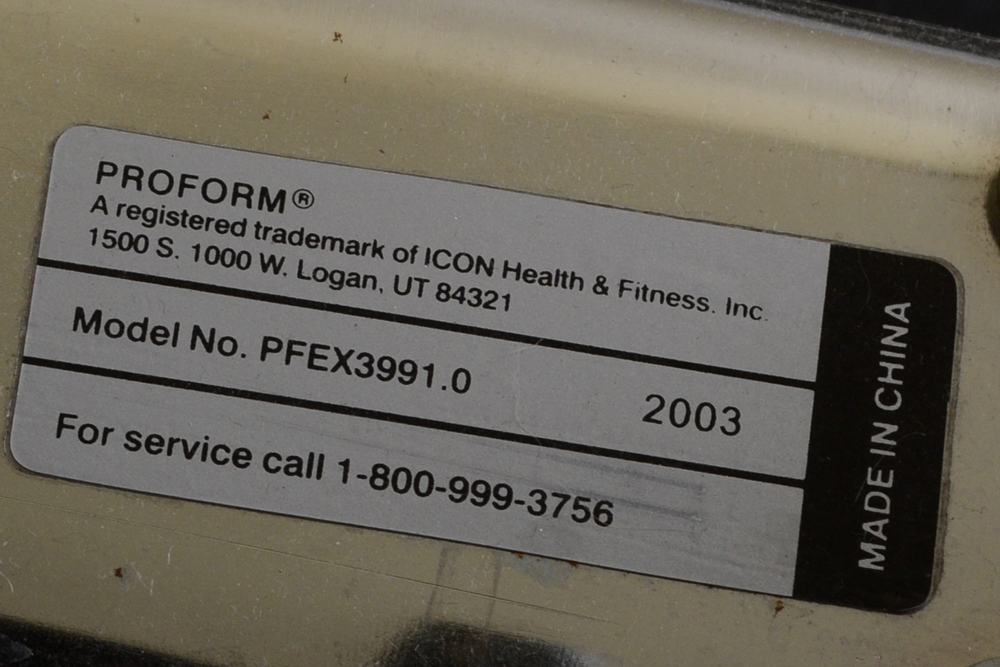 PROFORM®
A registered trademark of ICON Health & Fitness. Inc.
1500 S. 1000 W. Logan, UT 84321
Model No. PFEX3991.0 2003
For service call 1-800-999-3756
MADE IN CHINA